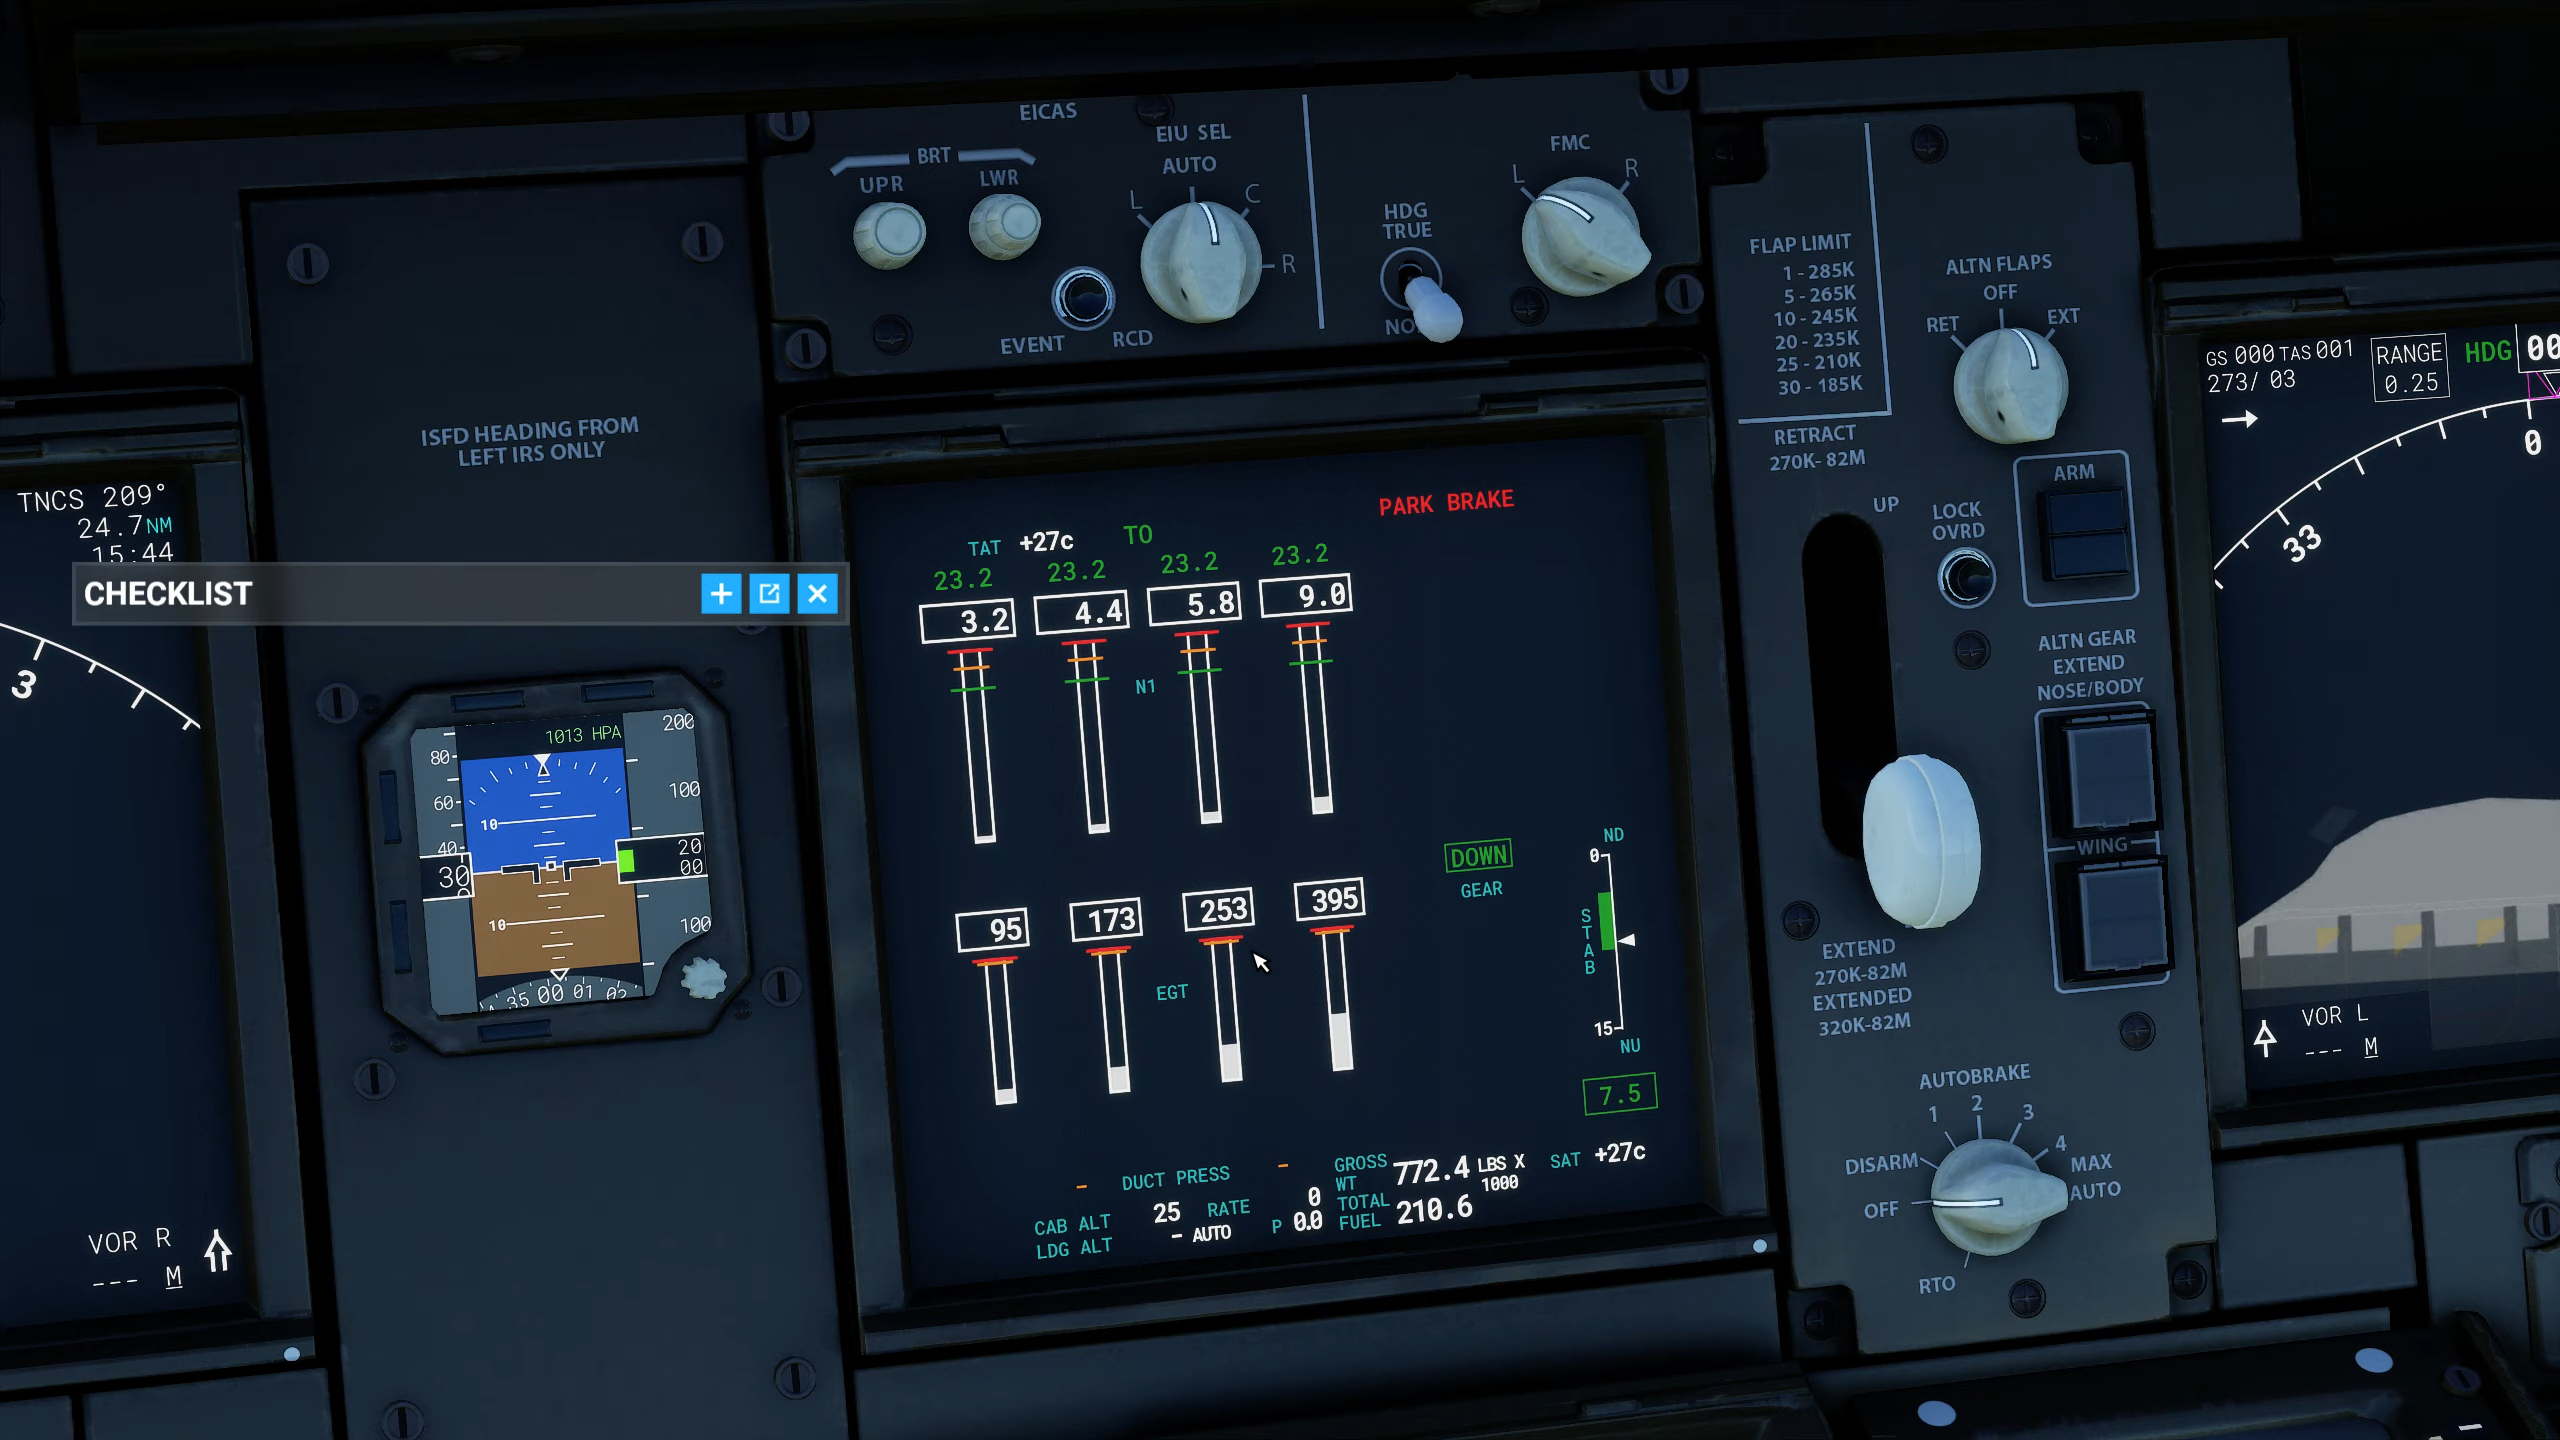 EICAS
BRT
UPR
LWR
EIU SEL
AUTO
L
C
R
EVENT
RCD
HDG
TRUE
FMC
L
R
FLAP LIMIT
1 - 285K
5 - 265K
10 - 245K
20 - 235K
25 - 210K
30 - 185K
RETRACT
270K- 82M
ALTN FLAPS
OFF
RET
EXT
ARM
UP
LOCK
OVRD
ALTN GEAR
EXTEND
NOSE/BODY
WING
EXTEND
270K-82M
EXTENDED
320K-82M
AUTOBRAKE
1
2
3
4
DISARM
MAX
AUTO
OFF
RTO
GS 000 TAS 001
273/ 03
RANGE
0.25
HDG
0
33
VOR L
--- M
ISFD HEADING FROM
LEFT IRS ONLY
TNCS 209°
24.7NM
15:44
CHECKLIST
3
VOR R
--- M
1013 HPA
200
80
100
60
10
40
30
20
00
10
100
35 00 01 02
PARK BRAKE
TAT +27c TO
23.2 23.2 23.2 23.2
3.2 4.4 5.8 9.0
N1
95 173 253 395
EGT
DOWN
GEAR
ND
0
STAB
15
NU
7.5
DUCT PRESS
GROSS
WT
772.4 LBS X
1000
SAT +27c
CAB ALT 25 RATE 0
LDG ALT - AUTO P 0.0
TOTAL
FUEL
210.6